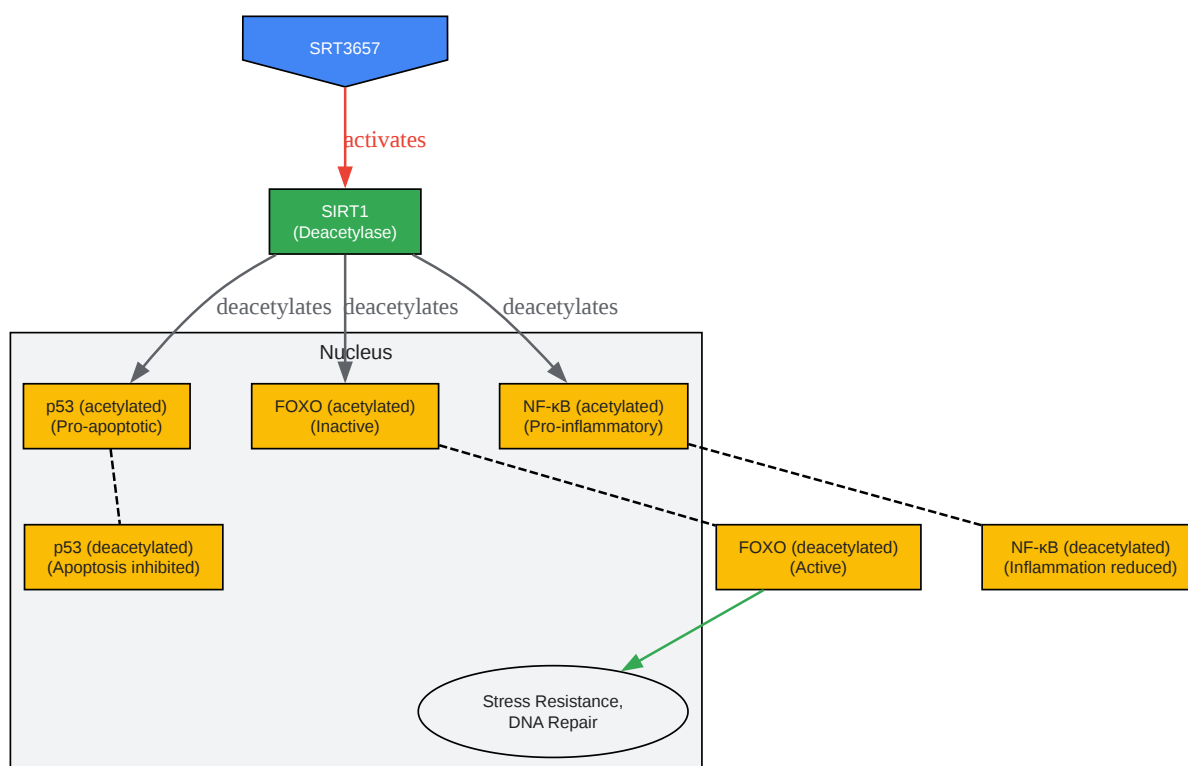 SRT3657
activates
SIRT1
(Deacetylase)
deacetylates
deacetylates
deacetylates
Nucleus
p53 (acetylated)
(Pro-apoptotic)
FOXO (acetylated)
(Inactive)
NF-κB (acetylated)
(Pro-inflammatory)
p53 (deacetylated)
(Apoptosis inhibited)
FOXO (deacetylated)
(Active)
NF-κB (deacetylated)
(Inflammation reduced)
Stress Resistance,
DNA Repair